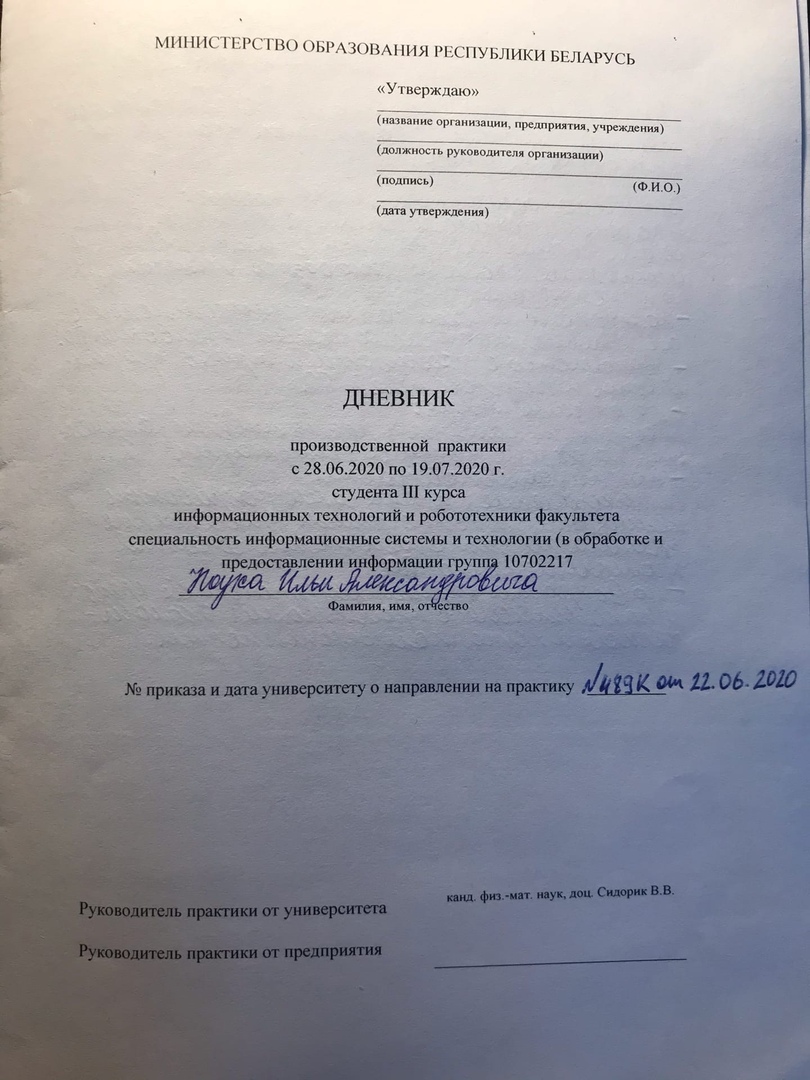 МИНИСТЕРСТВО ОБРАЗОВАНИЯ РЕСПУБЛИКИ БЕЛАРУСЬ
«Утверждаю»
(название организации, предприятия, учреждения)
(должность руководителя организации)
(подпись) (Ф.И.О.)
(дата утверждения)
ДНЕВНИК
производственной практики
с 28.06.2020 по 19.07.2020 г.
студента III курса
информационных технологий и робототехники факультета
специальность информационные системы и технологии (в обработке и
предоставлении информации группа 10702217
Ильи Александровича
Фамилия, имя, отчество
№ приказа и дата университету о направлении на практику №489К от 22.06.2020
канд. физ.-мат. наук, доц. Сидорик В.В.
Руководитель практики от университета
Руководитель практики от предприятия